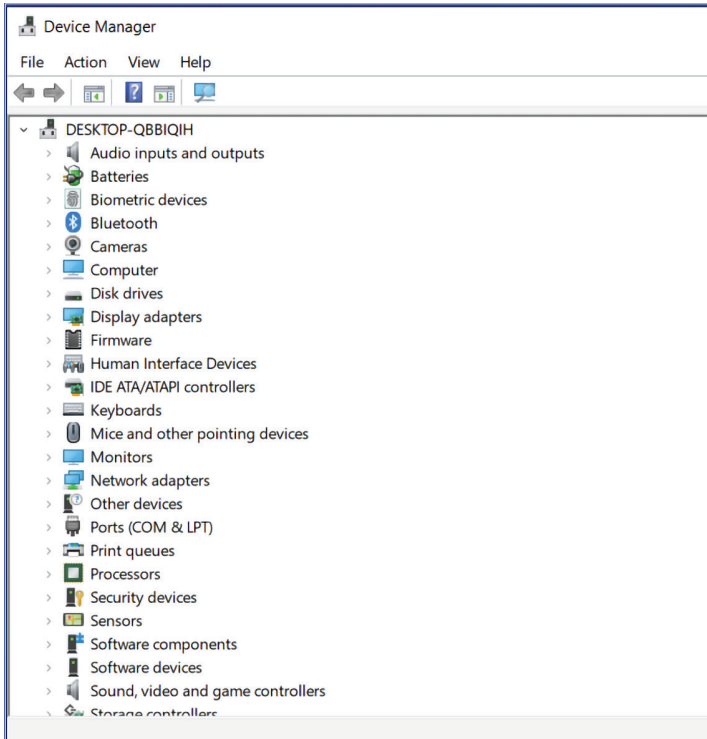 Device Manager
File Action View Help
DESKTOP-QBBIQIH
Audio inputs and outputs
Batteries
Biometric devices
Bluetooth
Cameras
Computer
Disk drives
Display adapters
Firmware
Human Interface Devices
IDE ATA/ATAPI controllers
Keyboards
Mice and other pointing devices
Monitors
Network adapters
Other devices
Ports (COM & LPT)
Print queues
Processors
Security devices
Sensors
Software components
Software devices
Sound, video and game controllers
Storage controllers